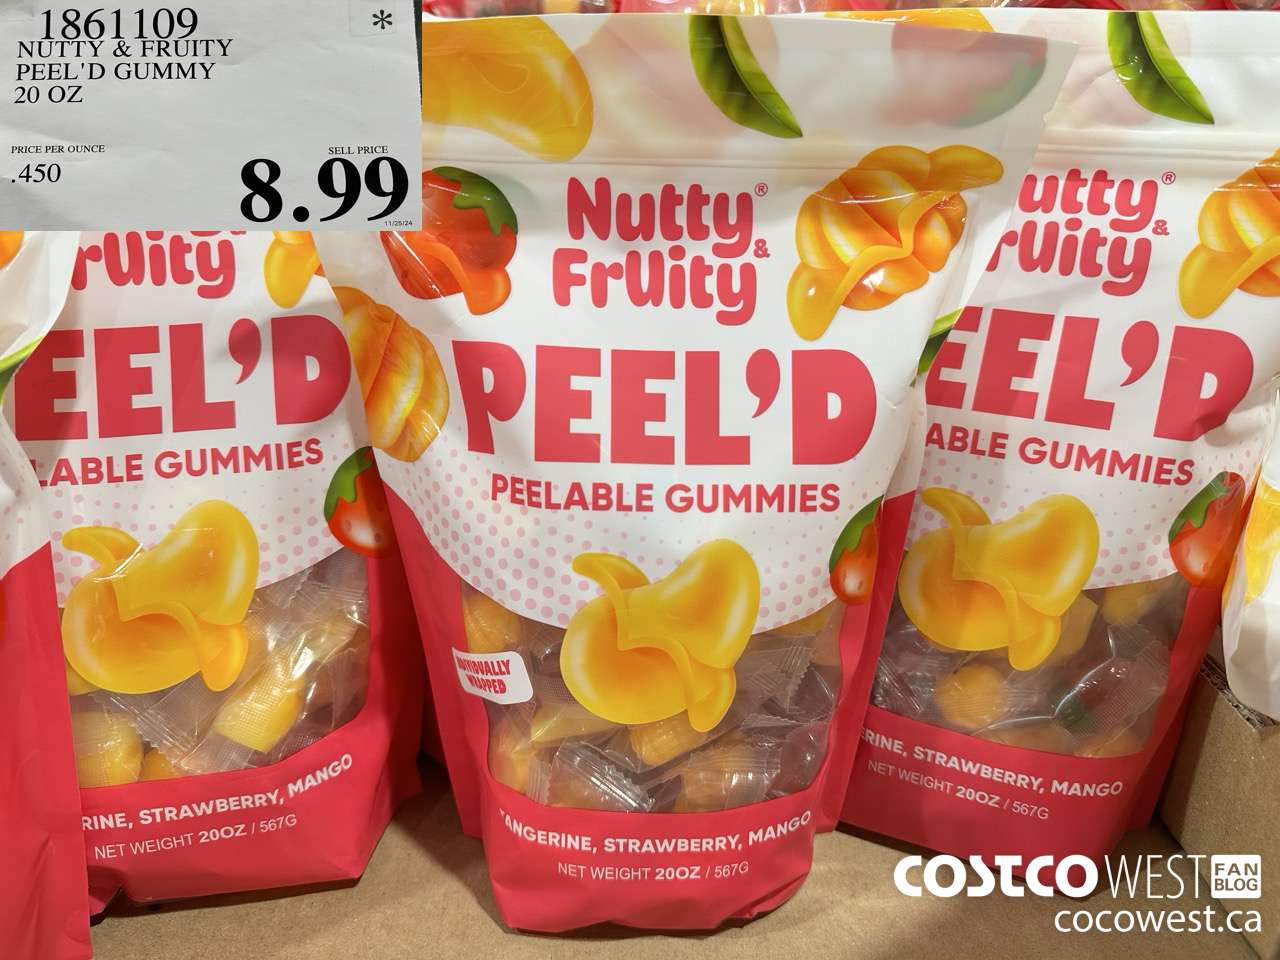 1861109 *
NUTTY & FRUITY
PEEL'D GUMMY
20 OZ
PRICE PER OUNCE
.450
SELL PRICE
8.99
11/25/24
Fruity
EEL'D
LABLE GUMMIES
RINE, STRAWBERRY, MANGO
NET WEIGHT 20OZ / 567G
Nutty®
&
Fruity
PEEL'D
PEELABLE GUMMIES
INDIVIDUALLY
WRAPPED
TANGERINE, STRAWBERRY, MANGO
NET WEIGHT 20OZ / 567G
utty®
&
ruity
EEL'D
ABLE GUMMIES
ERINE, STRAWBERRY, MANGO
NET WEIGHT 20OZ / 567G
COSTCO WEST FAN BLOG
cocowest.ca